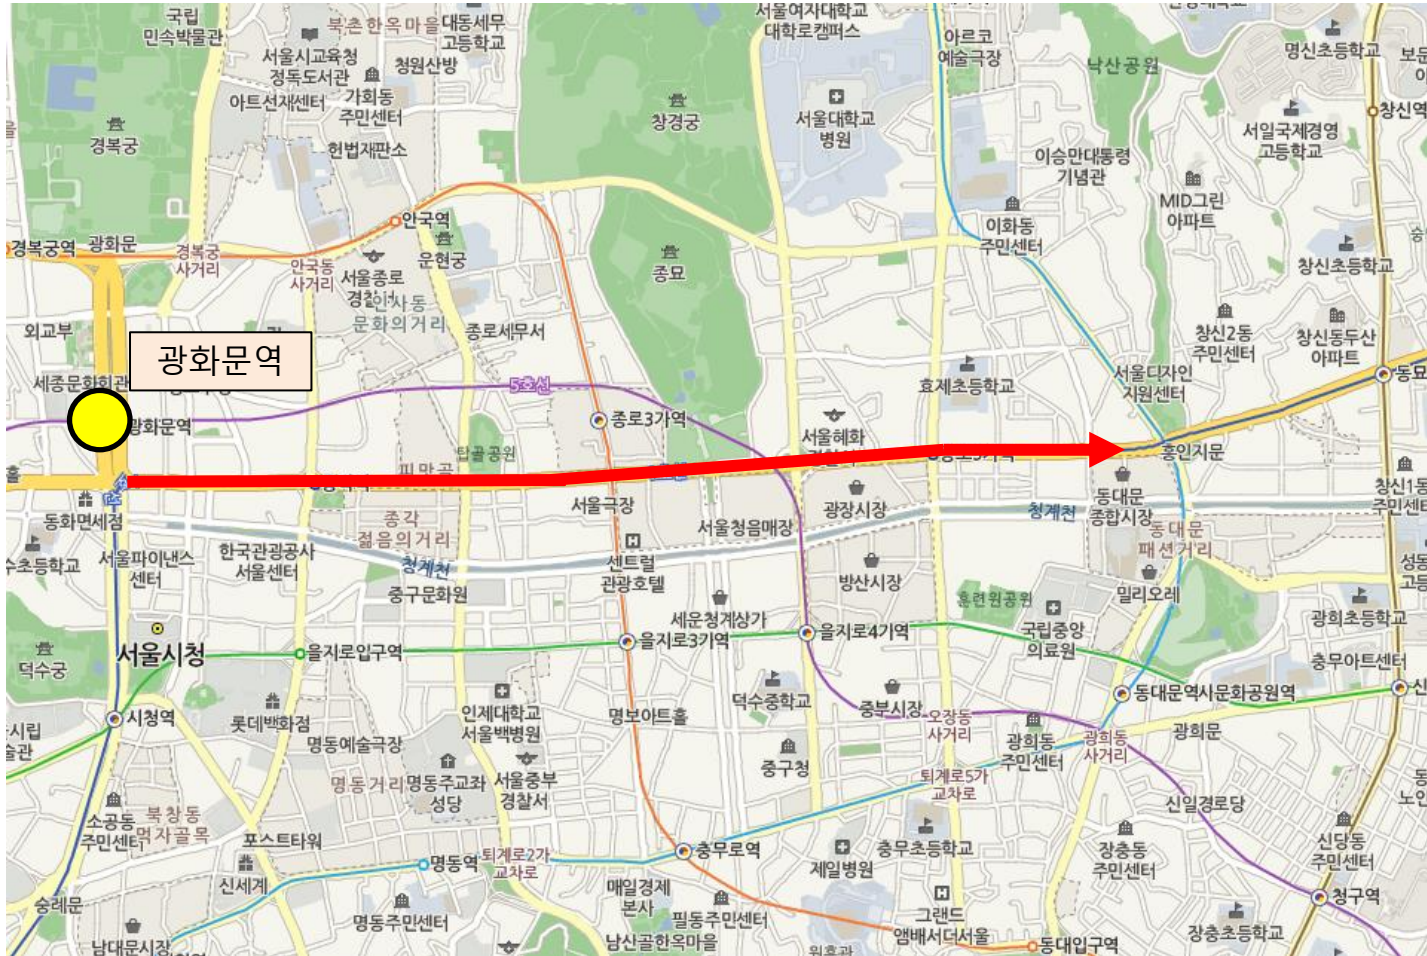 국립
민속박물관
북촌한옥마을
대동세무
고등학교
서울시교육청
정독도서관
청원산방
아트선재센터
가회동
주민센터
헌법재판소
경복궁
창경궁
서울여자대학교
대학로캠퍼스
서울대학교
병원
아르코
예술극장
낙산공원
명신초등학교
창신역
서일국제경영
고등학교
이승만대통령
기념관
MID그린
아파트
이화동
주민센터
창신초등학교
경복궁역
광화문
경복궁
사거리
안국역
안국동
사거리
운현궁
서울종로
인사동
문화의거리
종로세무서
종묘
외교부
광화문역
세종문화회관
광화문역
5호선
종로3가역
탑골공원
피맛골
효제초등학교
서울혜화
창신2동
주민센터
창신동두산
아파트
서울디자인
지원센터
동묘
흥인지문
동화면세점
종각
젊음의거리
서울극장
서울청음매장
광장시장
청계천
동대문
종합시장
동대문
패션거리
창신1동
주민센터
수초등학교
서울파이낸스
센터
한국관광공사
서울센터
청계천
중구문화원
센트럴
관광호텔
세운청계상가
방산시장
훈련원공원
국립중앙
의료원
밀리오레
광희초등학교
덕수궁
서울시청
을지로입구역
을지로3가역
을지로4가역
충무아트센터
시청역
롯데백화점
명동예술극장
인제대학교
서울백병원
명보아트홀
덕수중학교
중부시장
오장동
사거리
동대문역사문화공원역
광희동
주민센터
광희동
사거리
광희문
명동거리
명동주교좌
성당
서울중부
경찰서
중구청
퇴계로5가
교차로
신일경로당
소공동
주민센터
북창동
먹자골목
포스트타워
신세계
명동역
퇴계로2가
교차로
충무로역
제일병원
충무초등학교
장충동
주민센터
신당동
주민센터
청구역
숭례문
남대문시장
명동주민센터
매일경제
본사
필동주민센터
남산골한옥마을
그랜드
앰배서더서울
동대입구역
장충초등학교